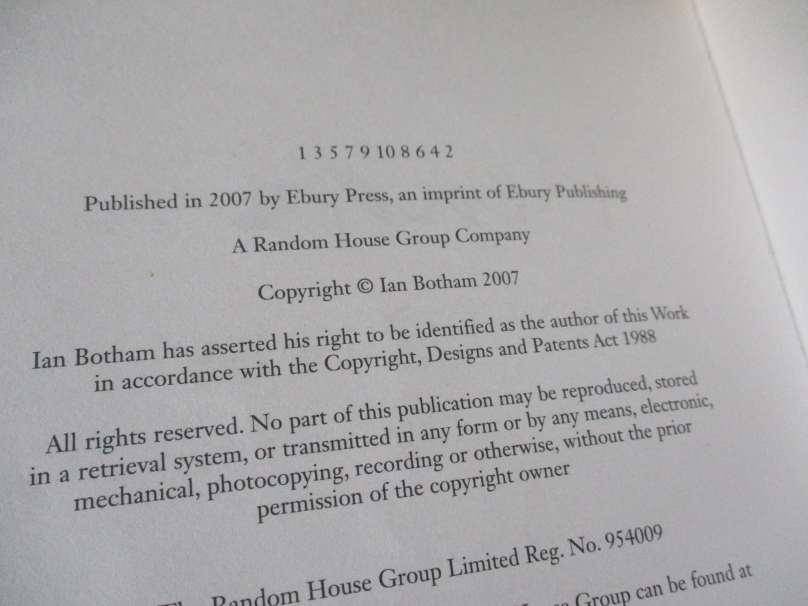 1 3 5 7 9 10 8 6 4 2
Published in 2007 by Ebury Press, an imprint of Ebury Publishing
A Random House Group Company
Copyright © Ian Botham 2007
Ian Botham has asserted his right to be identified as the author of this Work
in accordance with the Copyright, Designs and Patents Act 1988
All rights reserved. No part of this publication may be reproduced, stored
in a retrieval system, or transmitted in any form or by any means, electronic,
mechanical, photocopying, recording or otherwise, without the prior
permission of the copyright owner
Random House Group Limited Reg. No. 954009
Group can be found at